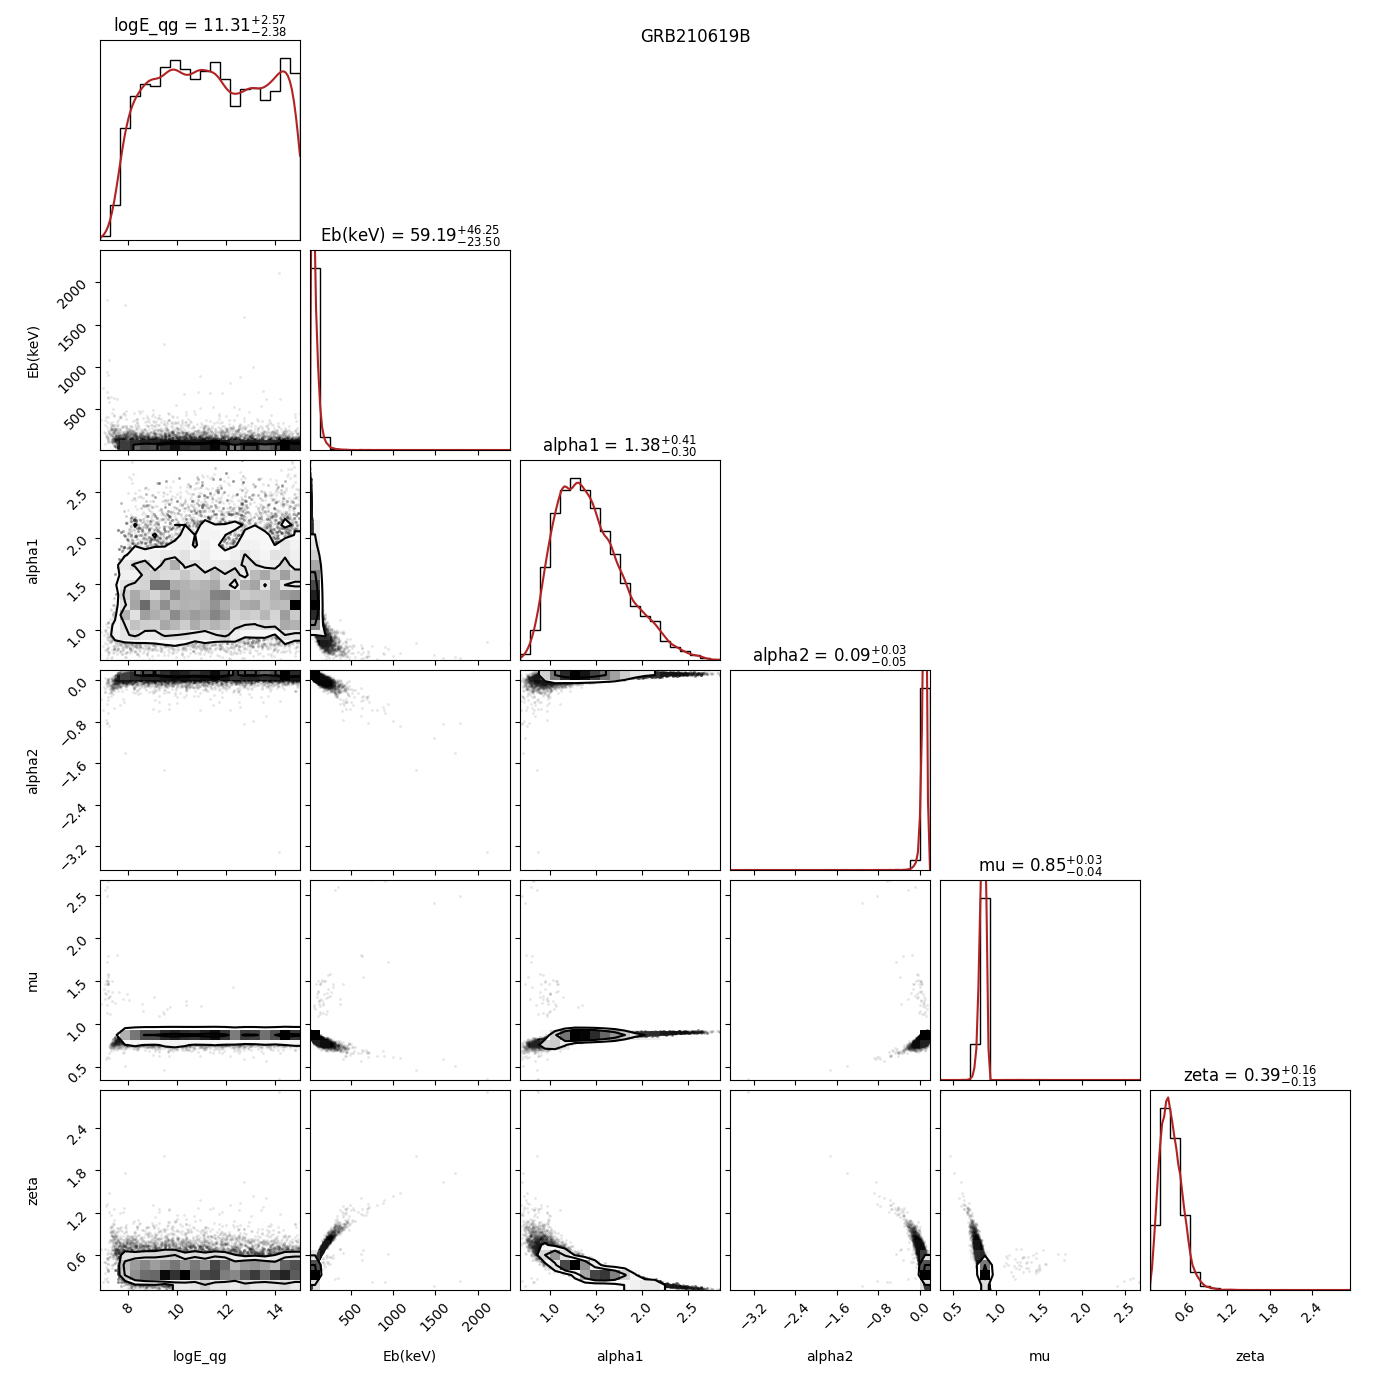 logE_qg = 11.31^{+2.57}_{-2.38}
GRB210619B
Eb(keV) = 59.19^{+46.25}_{-23.50}
2000
1500
1000
500
Eb(keV)
alpha1 = 1.38^{+0.41}_{-0.30}
2.5
2.0
1.5
1.0
alpha1
alpha2 = 0.09^{+0.03}_{-0.05}
0.0
−0.8
−1.6
−2.4
−3.2
alpha2
mu = 0.85^{+0.03}_{-0.04}
2.5
2.0
1.5
1.0
0.5
mu
zeta = 0.39^{+0.16}_{-0.13}
2.4
1.8
1.2
0.6
zeta
8 10 12 14
500 1000 1500 2000
1.0 1.5 2.0 2.5
−3.2 −2.4 −1.6 −0.8 0.0
0.5 1.0 1.5 2.0 2.5
0.6 1.2 1.8 2.4
logE_qg Eb(keV) alpha1 alpha2 mu zeta